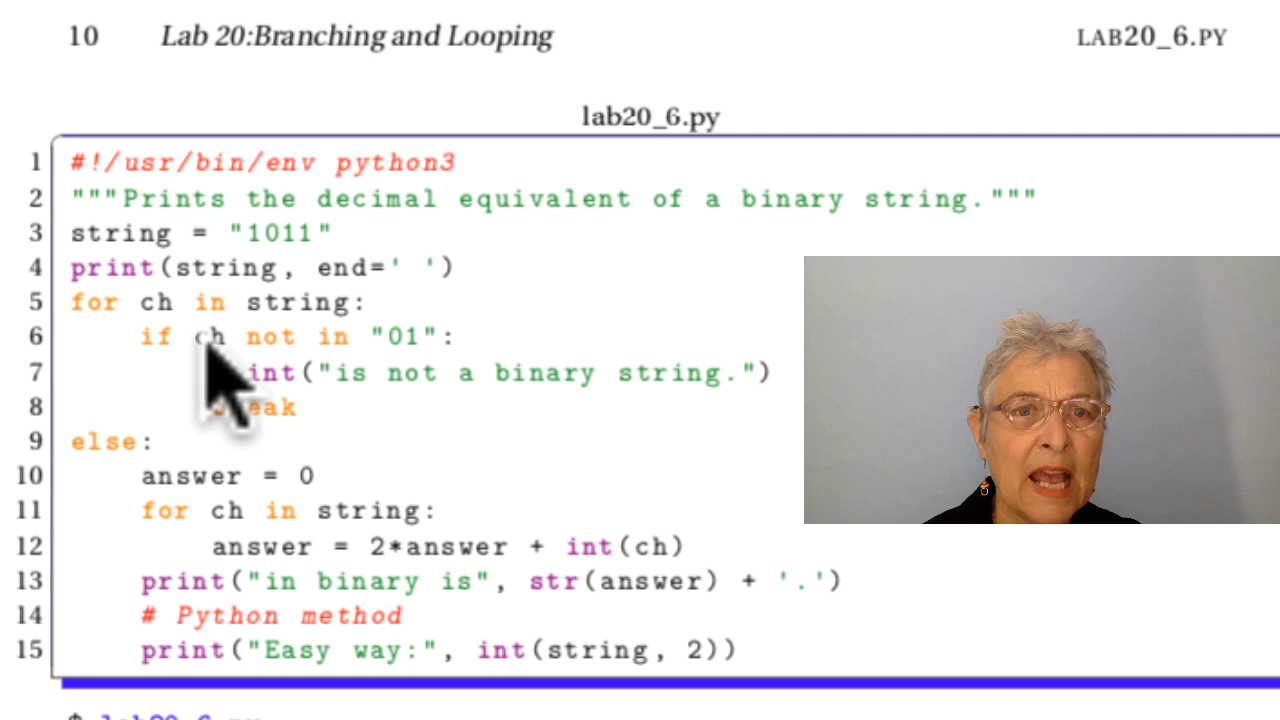 10 Lab 20:Branching and Looping LAB20_6.PY
lab20_6.py
1 #!/usr/bin/env python3
2 """Prints the decimal equivalent of a binary string."""
3 string = "1011"
4 print(string, end=' ')
5 for ch in string:
6 if ch not in "01":
7 int("is not a binary string.")
8 eak
9 else:
10 answer = 0
11 for ch in string:
12 answer = 2*answer + int(ch)
13 print("in binary is", str(answer) + '.')
14 # Python method
15 print("Easy way:", int(string, 2))